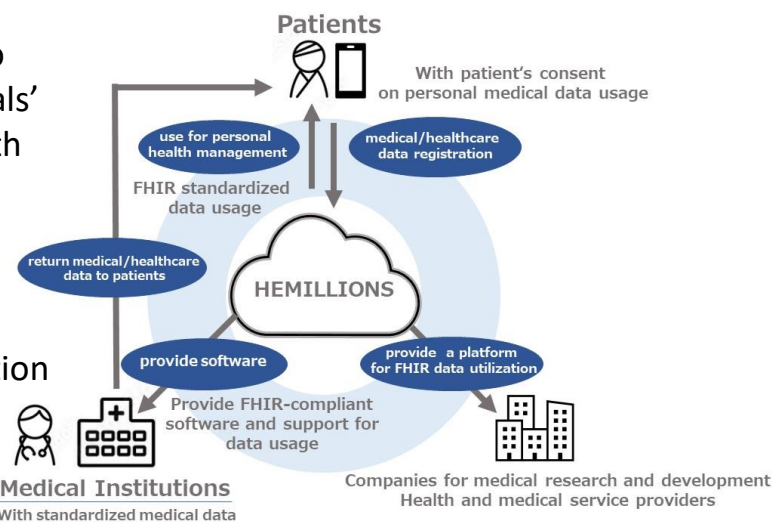 Patients
With patient's consent
on personal medical data usage
als'
th
use for personal
health management
medical/healthcare
data registration
FHIR standardized
data usage
return medical/healthcare
data to patients
HEMILLIONS
provide software
provide a platform
for FHIR data utilization
tion
Provide FHIR-compliant
software and support for
data usage
Medical Institutions
With standardized medical data
Companies for medical research and development
Health and medical service providers